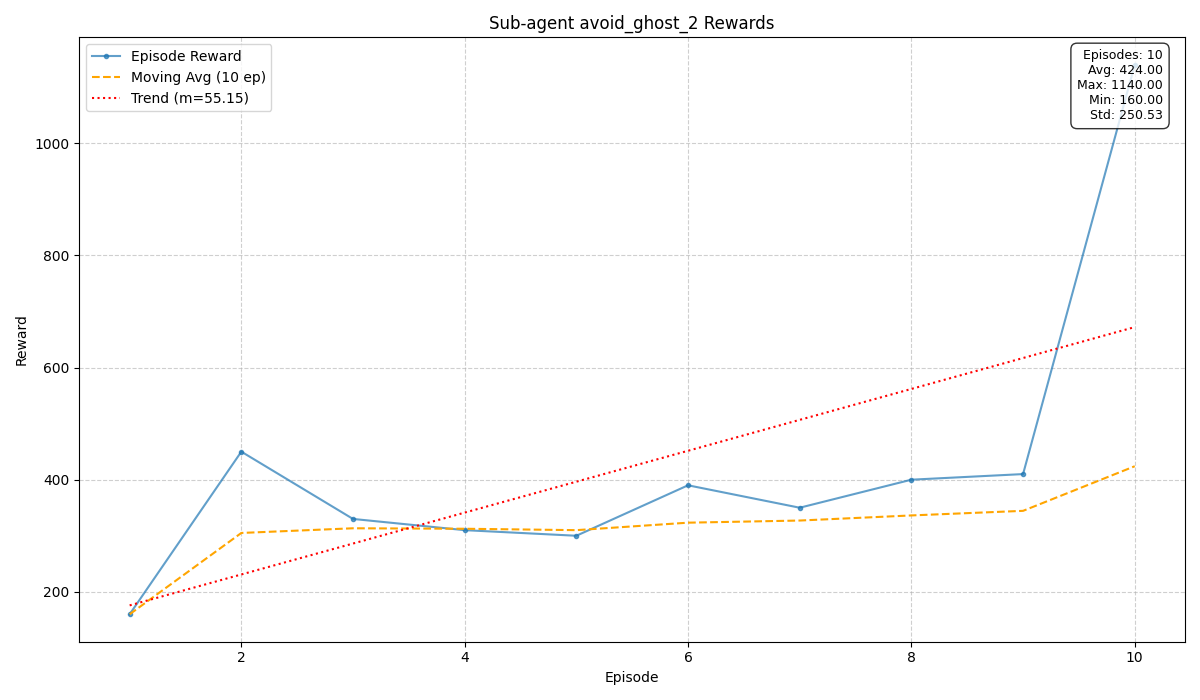 Sub-agent avoid_ghost_2 Rewards
Episode Reward
Moving Avg (10 ep)
Trend (m=55.15)
Episodes: 10
Avg: 424.00
Max: 1140.00
Min: 160.00
Std: 250.53
Reward
1000
800
600
400
200
2 4 6 8 10
Episode